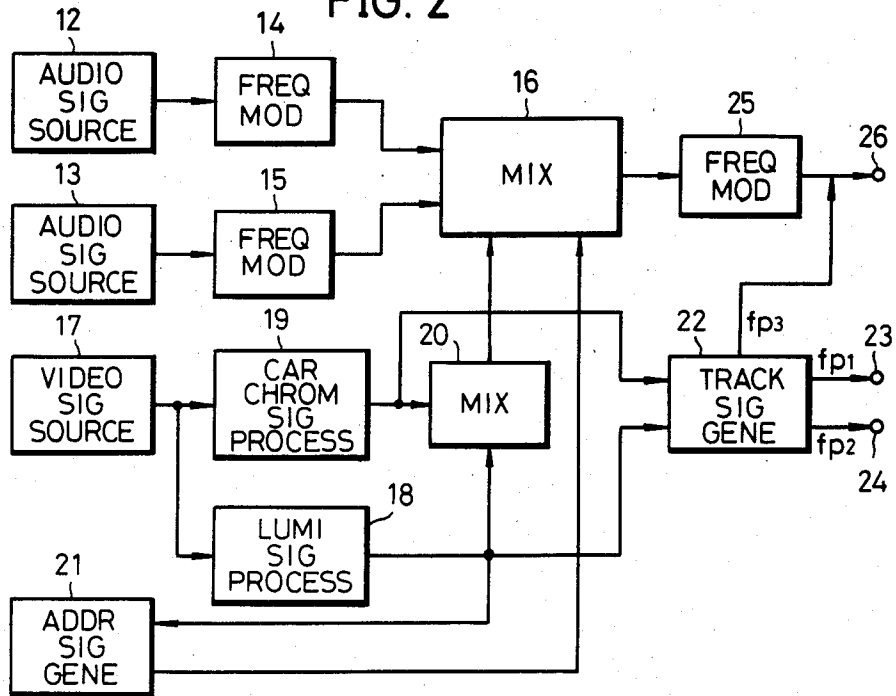 FIG. 2
12
AUDIO
SIG
SOURCE
14
FREQ
MOD
16
MIX
25
FREQ
MOD
26
13
AUDIO
SIG
SOURCE
15
FREQ
MOD
17
VIDEO
SIG
SOURCE
19
CAR
CHROM
SIG
PROCESS
20
MIX
22
TRACK
SIG
GENE
fp3
fp1
23
fp2
24
18
LUMI
SIG
PROCESS
21
ADDR
SIG
GENE